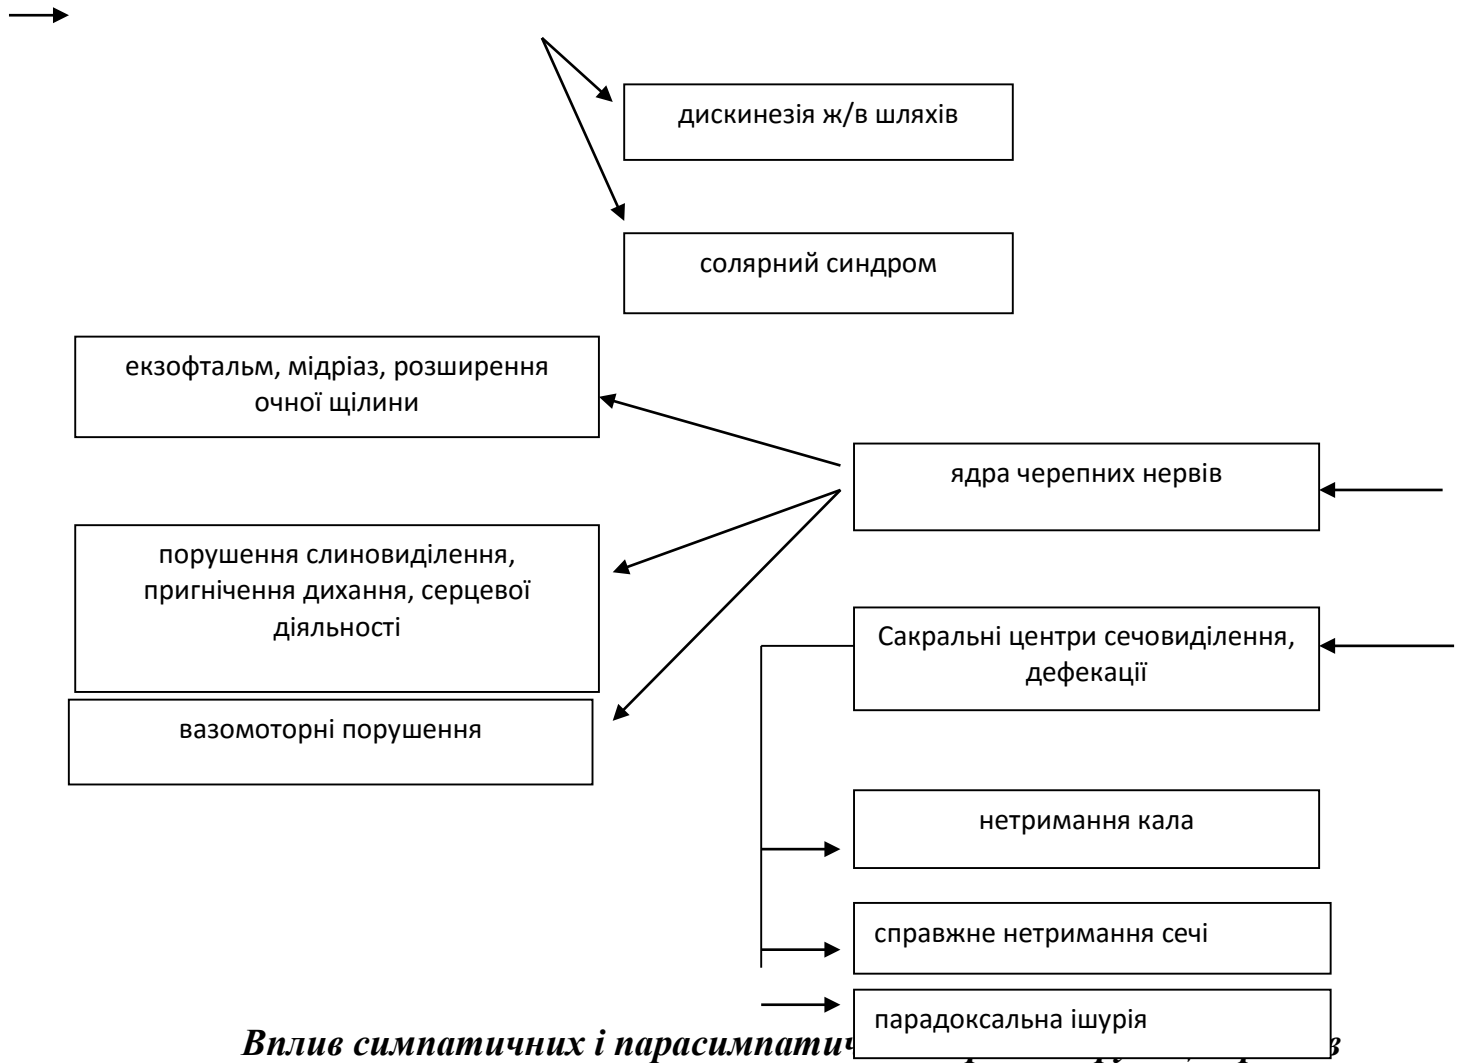 дискинезія ж/в шляхів
солярний синдром
екзофтальм, мідріаз, розширення
очної щілини
ядра черепних нервів
порушення слиновиділення,
пригнічення дихання, серцевої
діяльності
Сакральні центри сечовиділення,
дефекації
вазомоторні порушення
нетримання кала
справжнє нетримання сечі
парадоксальна ішурія
Вплив симпатичних і